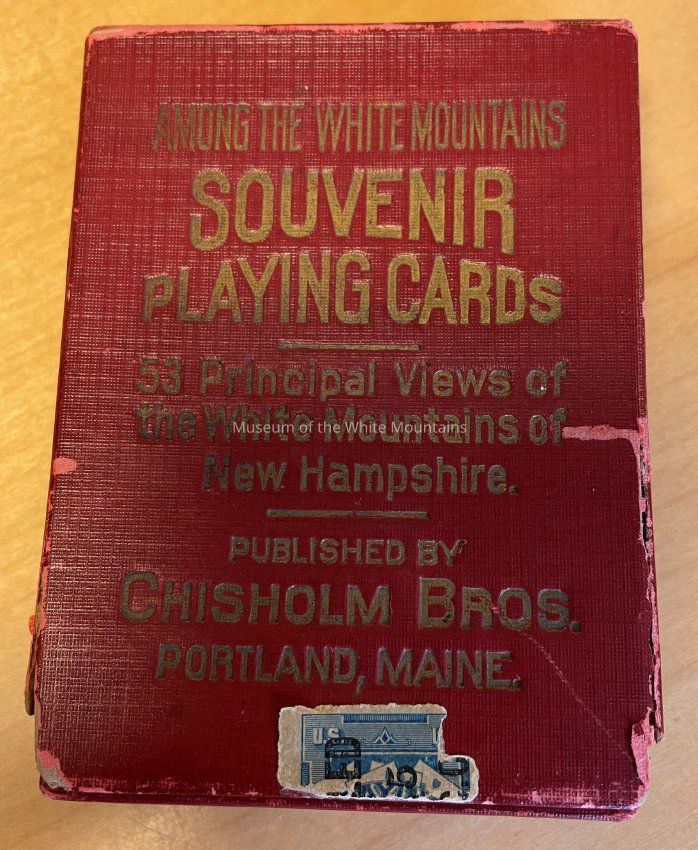 AMONG THE WHITE MOUNTAINS
SOUVENIR
PLAYING CARDS
53 Principal Views of
the White Mountains of
Museum of the White Mountains
New Hampshire.
PUBLISHED BY
CHISHOLM BROS.
PORTLAND, MAINE.
U.S.